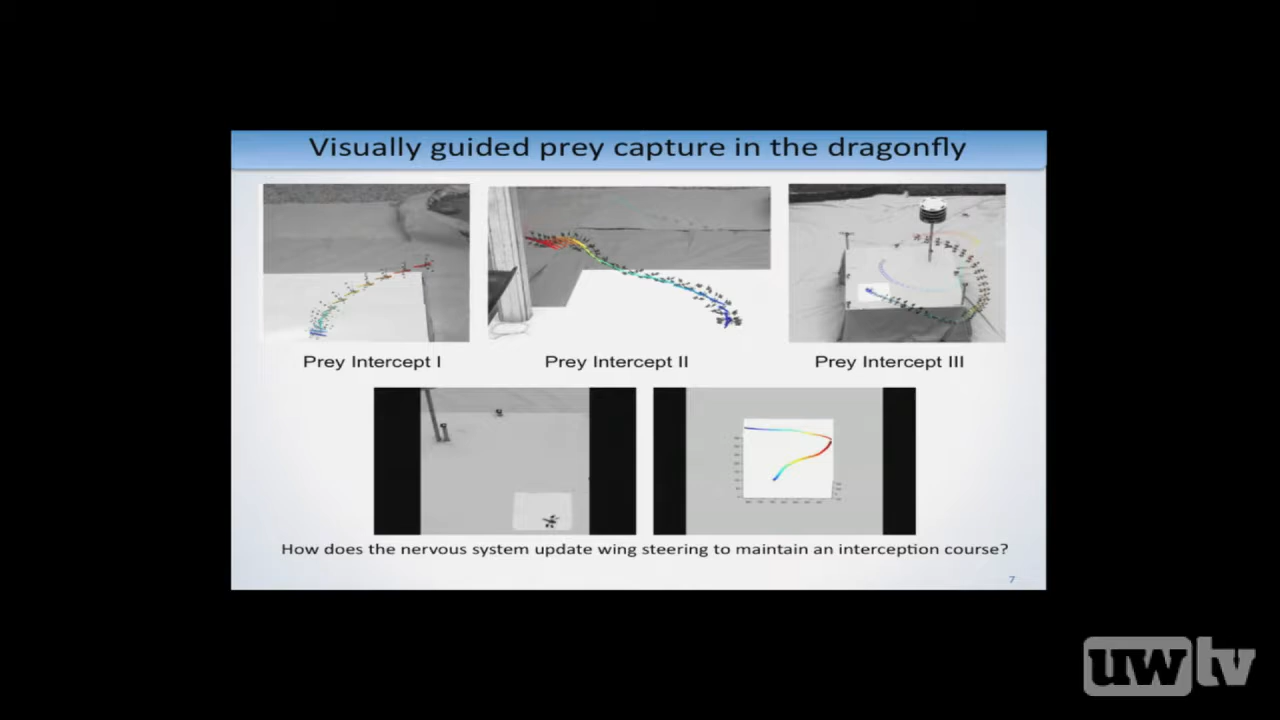 Visually guided prey capture in the dragonfly
Prey Intercept I
Prey Intercept II
Prey Intercept III
How does the nervous system update wing steering to maintain an interception course?
7
uwtv